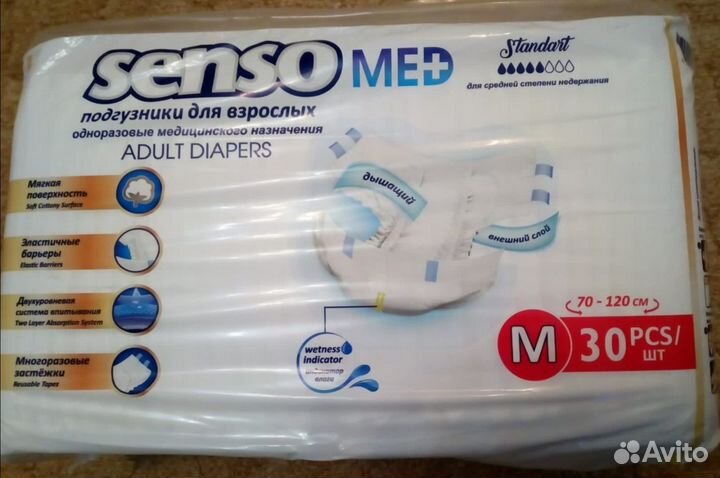 senso MED
Standart
для средней степени недержания
подгузники для взрослых
одноразовые медицинского назначения
ADULT DIAPERS
Мягкая
поверхность
Soft Cottony Surface
Эластичные
барьеры
Elastic Barriers
Двухуровневая
система впитывания
Two Layer Absorption System
Многоразовые
застёжки
Reusable Tapes
дышащий
внешний слой
wetness
indicator
индикатор
влаги
70 - 120 см
M 30 PCS/
шт
Avito